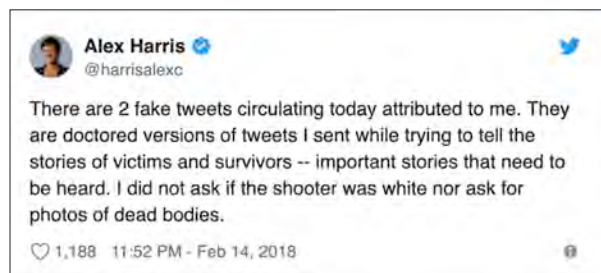 Alex Harris
@harrisalexc
There are 2 fake tweets circulating today attributed to me. They
are doctored versions of tweets I sent while trying to tell the
stories of victims and survivors -- important stories that need to
be heard. I did not ask if the shooter was white nor ask for
photos of dead bodies.
1,188 11:52 PM - Feb 14, 2018